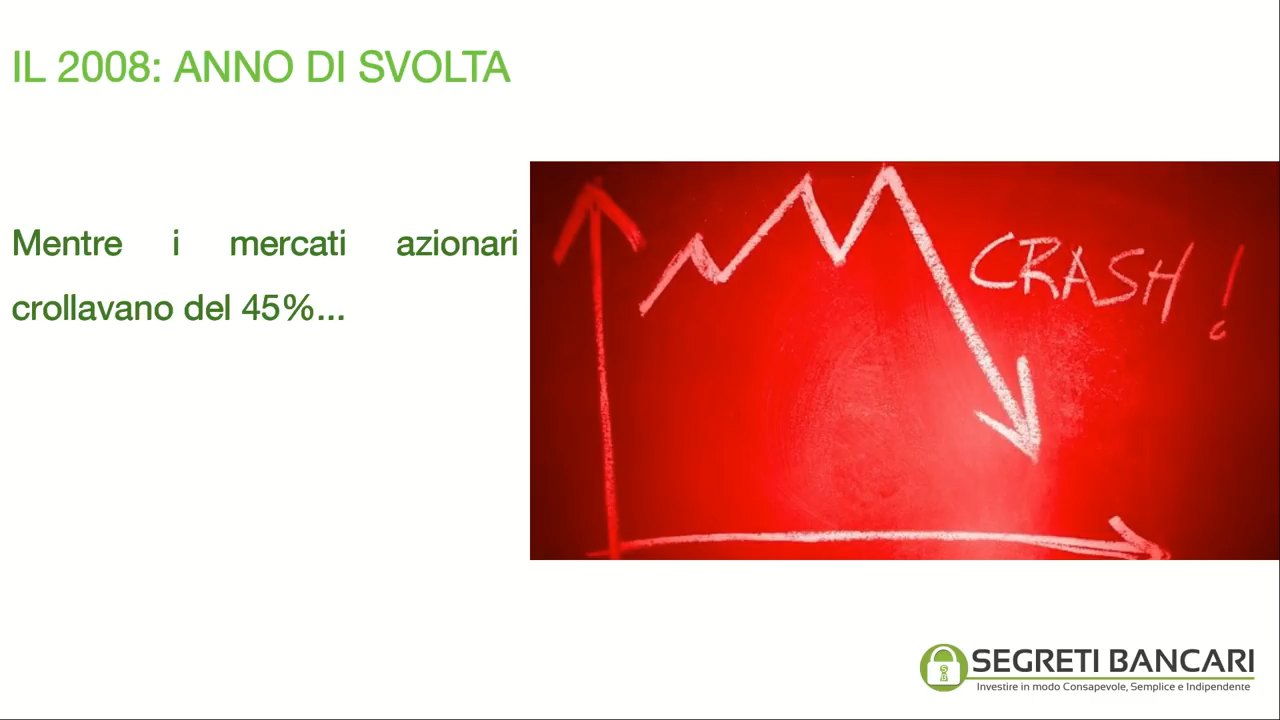 IL 2008: ANNO DI SVOLTA
Mentre i mercati azionari
crollavano del 45%...
CRASH!
SEGRETI BANCARI
Investire in modo Consapevole, Semplice e Indipendente